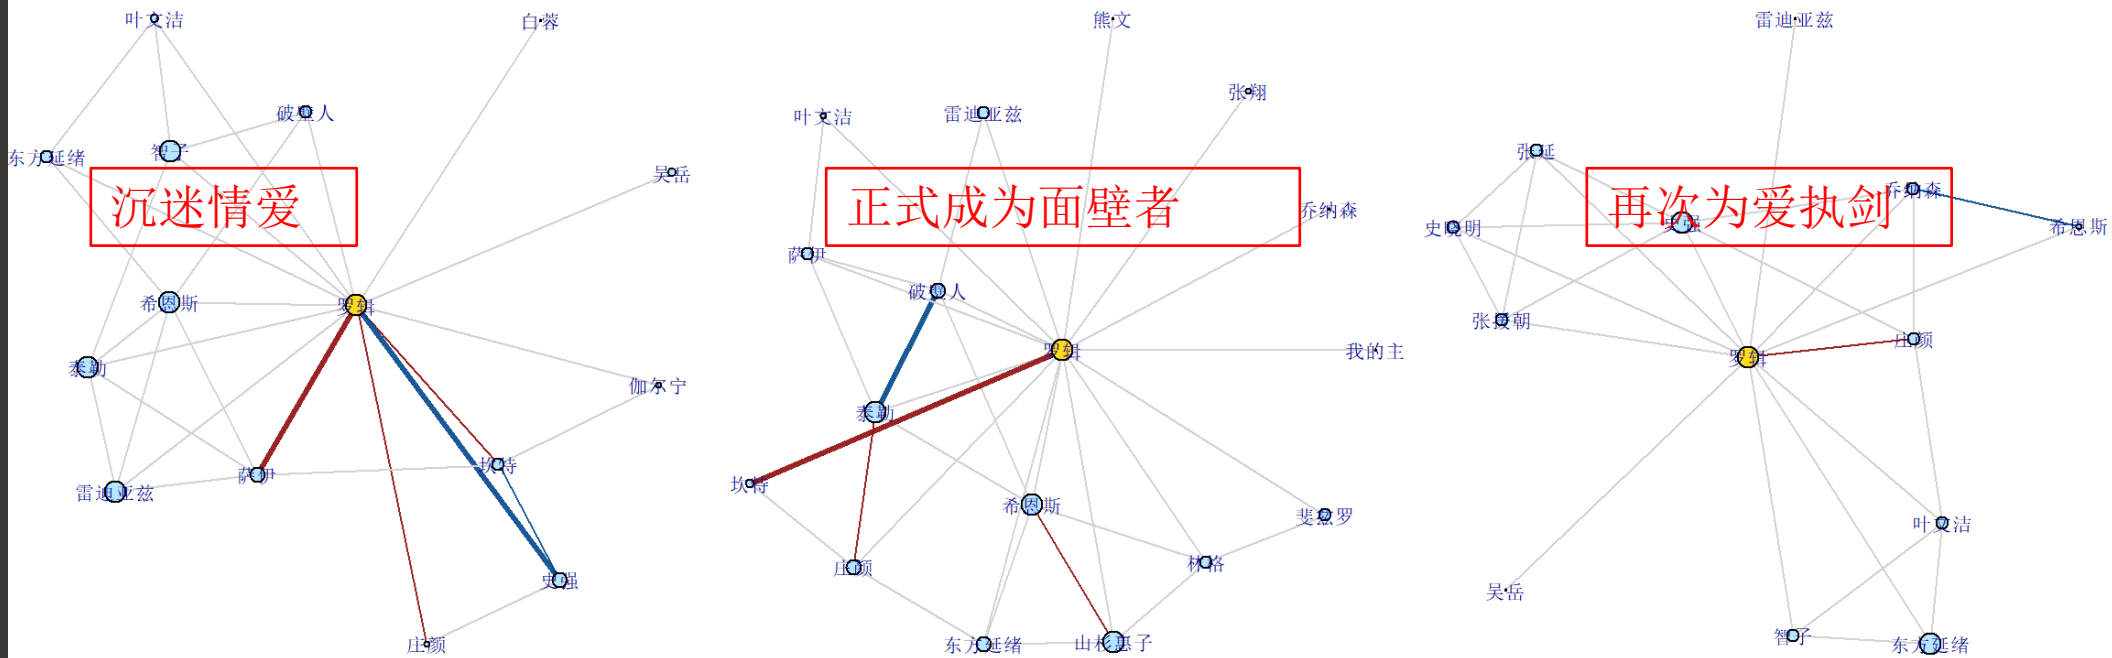 叶文洁
白蓉
破壁人
智子
东方延绪
吴岳
沉迷情爱
希恩斯
罗辑
泰勒
伽尔宁
坎特
萨伊
雷迪亚兹
史强
庄颜
熊文
张翔
雷迪亚兹
叶文洁
正式成为面壁者
乔纳森
萨伊
破壁人
罗辑
我的主
泰勒
坎特
希恩斯
斐兹罗
林格
庄颜
东方延绪
山杉惠子
雷迪亚兹
张延
乔纳森
再次为爱执剑
史强
史晓明
希恩斯
张援朝
庄颜
罗辑
叶文洁
吴岳
智子
东方延绪